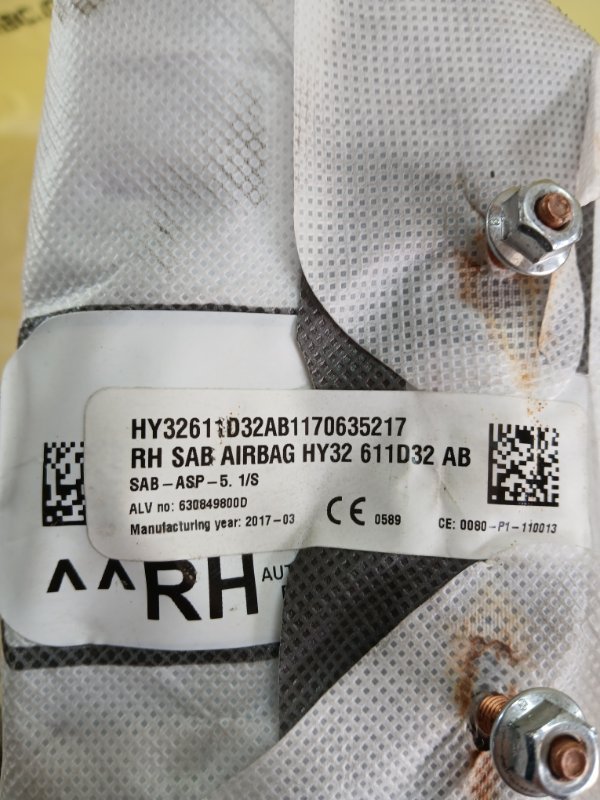 HY32611D32AB1170635217
RH SAB AIRBAG HY32 611D32 AB
SAB-ASP-5. 1/S
ALV no: 630849800D
Manufacturing year: 2017-03
CE 0589
CE: 0080-P1-110013
^^RH